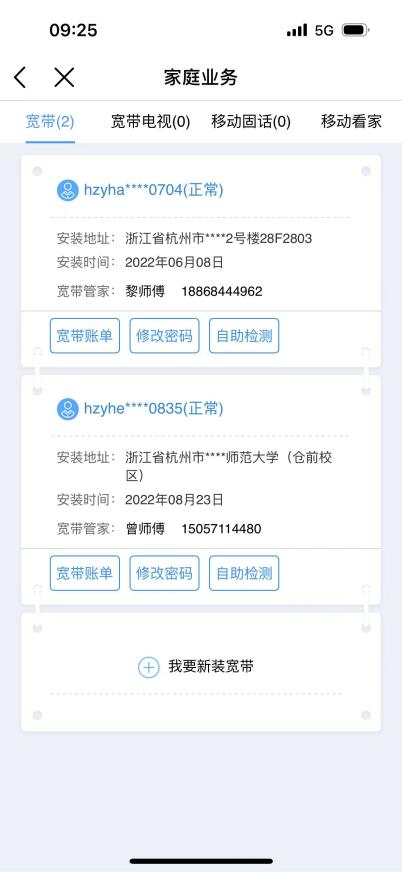 09:25
5G
家庭业务
宽带(2) 宽带电视(0) 移动固话(0) 移动看家
hzyha****0704(正常)
安装地址： 浙江省杭州市****2号楼28F2803
安装时间： 2022年06月08日
宽带管家： 黎师傅 18868444962
宽带账单 修改密码 自助检测
hzyhe****0835(正常)
安装地址： 浙江省杭州市****师范大学（仓前校
区）
安装时间： 2022年08月23日
宽带管家： 曾师傅 15057114480
宽带账单 修改密码 自助检测
我要新装宽带